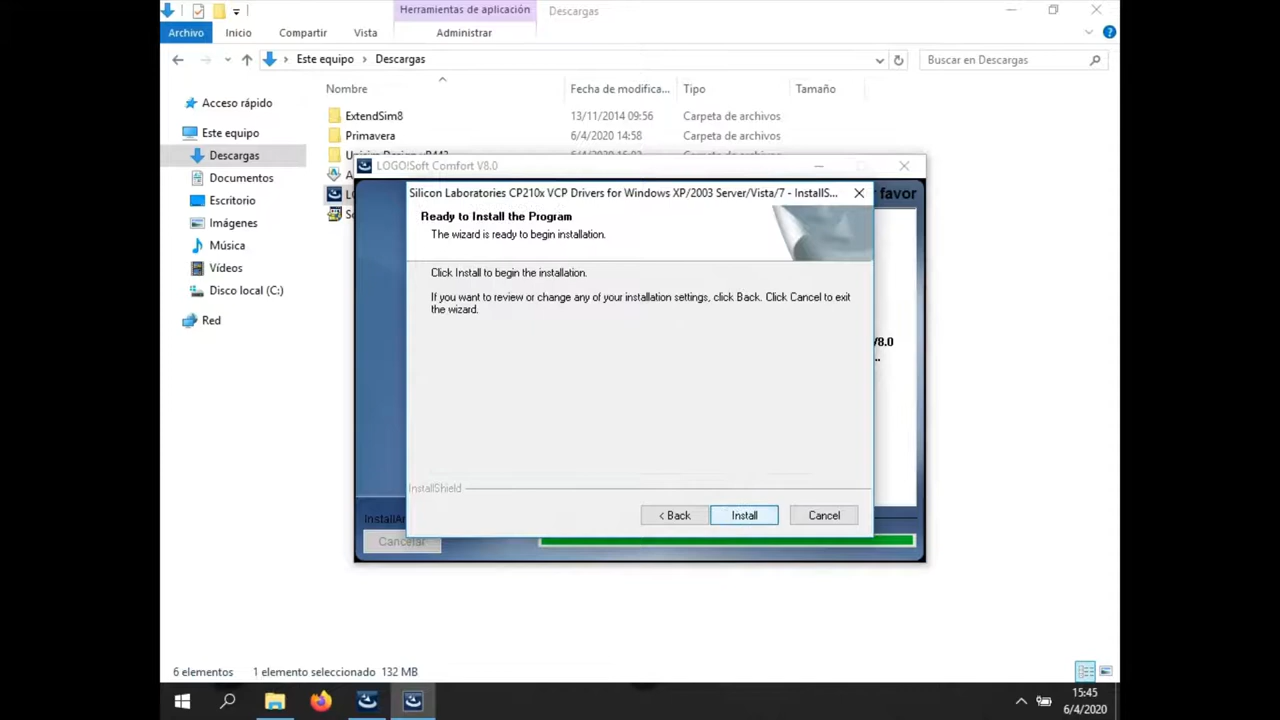 Herramientas de aplicación
Descargas
Archivo
Inicio
Compartir
Vista
Administrar
Este equipo
Descargas
Buscar en Descargas
Nombre
Fecha de modifica...
Tipo
Tamaño
Acceso rápido
Este equipo
Descargas
Documentos
Escritorio
Imágenes
Música
Vídeos
Disco local (C:)
Red
ExtendSim8
13/11/2014 09:56
Carpeta de archivos
Primavera
6/4/2020 14:58
Carpeta de archivos
LOGO!Soft Comfort V8.0
favor
Silicon Laboratories CP210x VCP Drivers for Windows XP/2003 Server/Vista/7 - InstallS...
Ready to Install the Program
The wizard is ready to begin installation.
Click Install to begin the installation.
If you want to review or change any of your installation settings, click Back. Click Cancel to exit
the wizard.
V8.0
..
InstallShield
< Back
Install
Cancel
InstallAn
Cancelar
6 elementos
1 elemento seleccionado
132 MB
15:45
6/4/2020